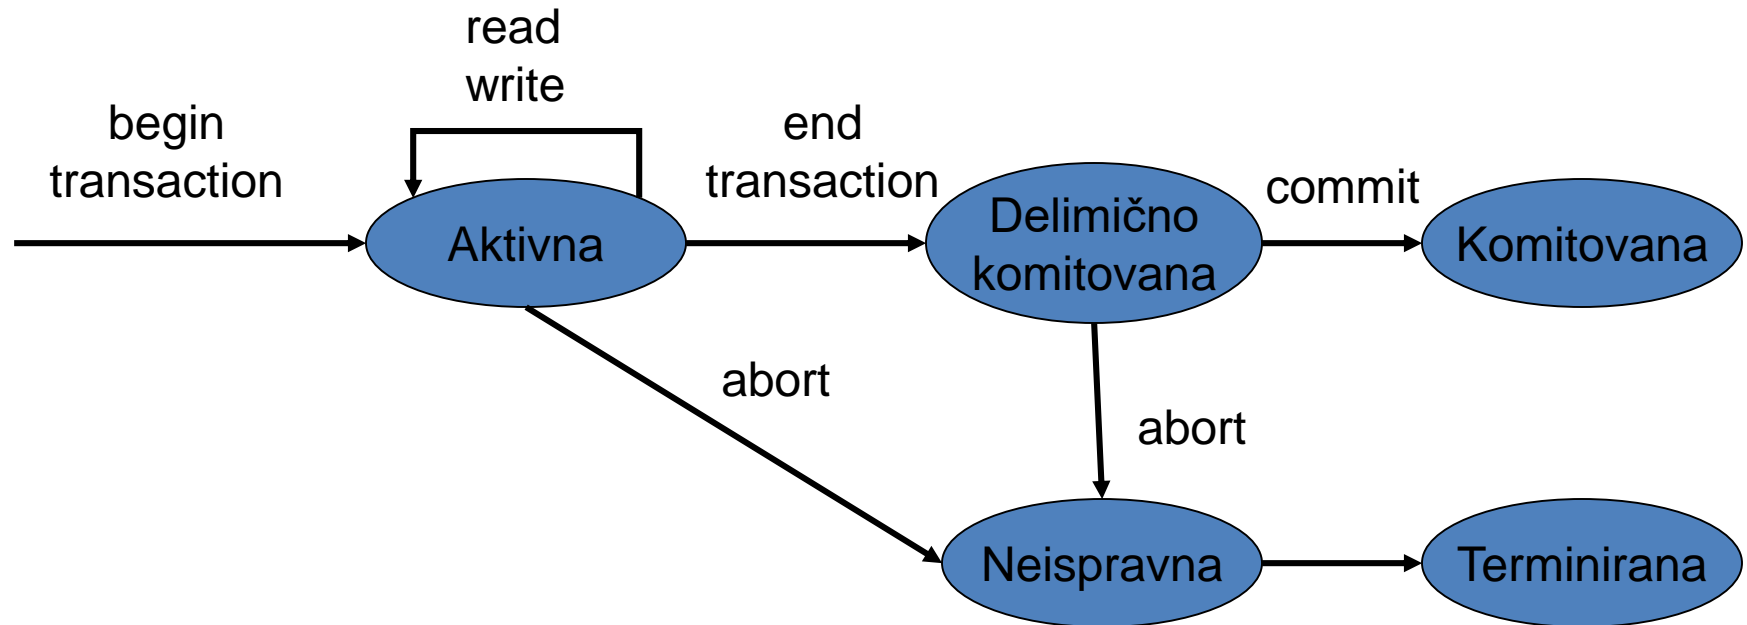 read
write
begin
transaction
end
transaction
Aktivna
Delimično
komitovana
commit
Komitovana
abort
abort
Neispravna
Terminirana